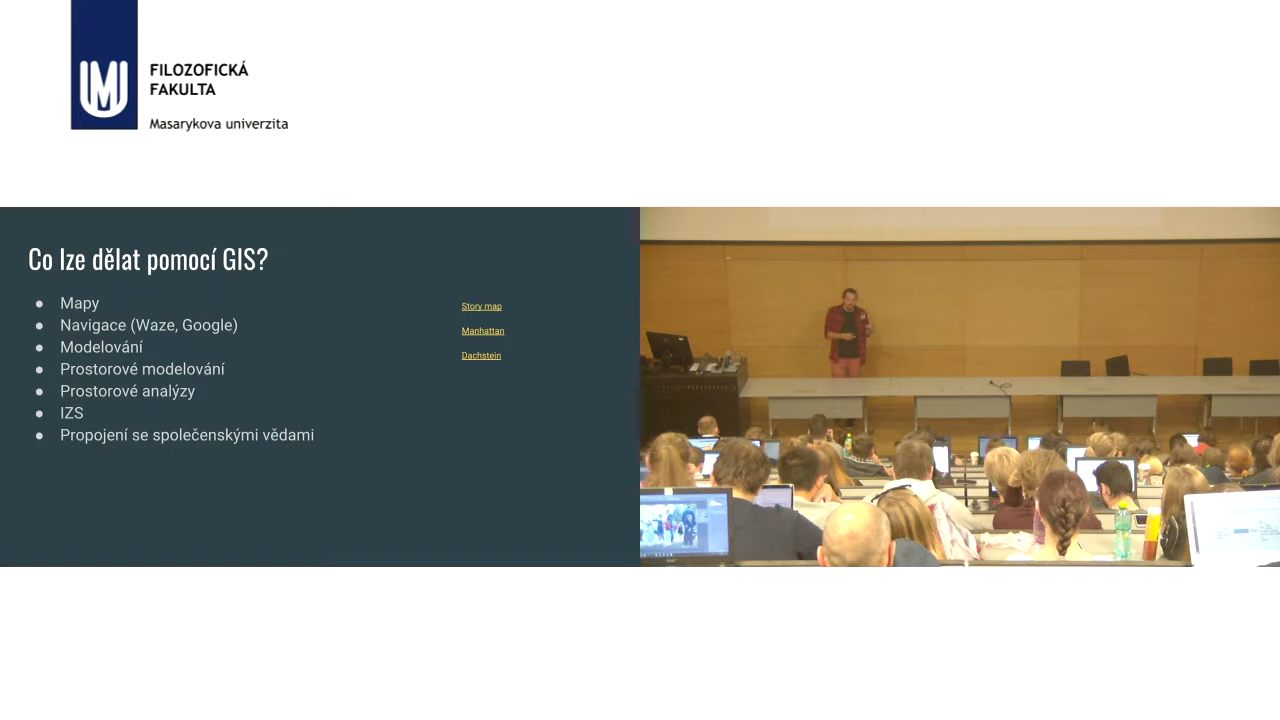 FILOZOFICKÁ
FAKULTA
Masarykova univerzita
Co lze dělat pomocí GIS?
● Mapy
● Navigace (Waze, Google)
● Modelování
● Prostorové modelování
● Prostorové analýzy
● IZS
● Propojení se společenskými vědami
Story map
Manhattan
Dachstein